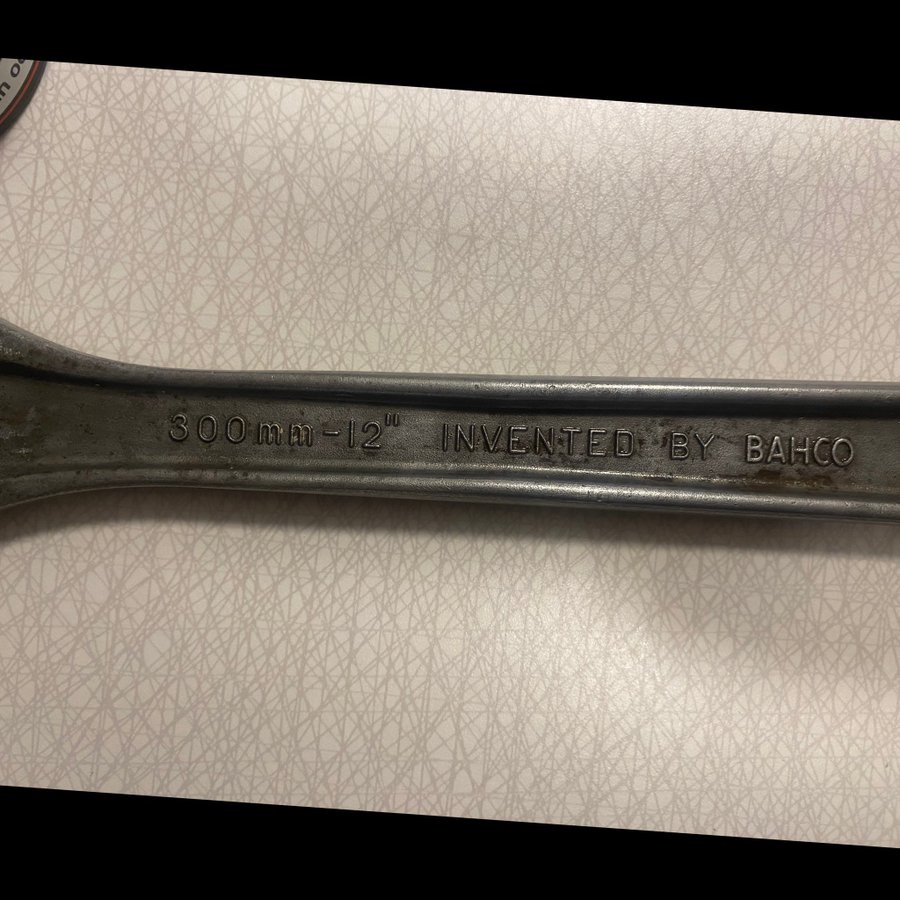 300mm-12" INVENTED BY BAHCO